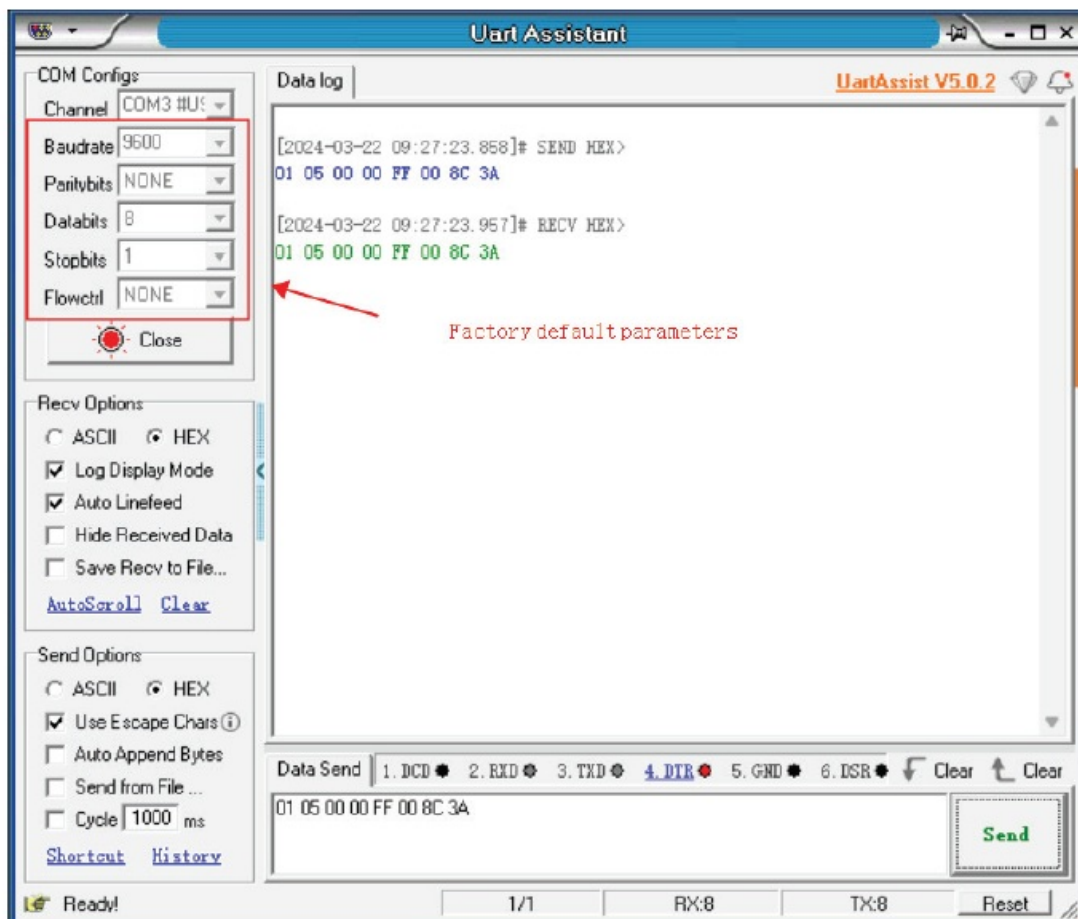 Uart Assistant
COM Configs
Channel COM3 #US
Baudrate 9600
Paritybits NONE
Databits 8
Stopbits 1
Flowctrl NONE
Close
Recv Options
ASCII HEX
Log Display Mode
Auto Linefeed
Hide Received Data
Save Recv to File...
AutoScroll Clear
Send Options
ASCII HEX
Use Escape Chars
Auto Append Bytes
Send from File ...
Cycle 1000 ms
Shortcut History
Data log
UartAssist V5.0.2
[2024-03-22 09:27:23.858]# SEND HEX>
01 05 00 00 FF 00 8C 3A
[2024-03-22 09:27:23.957]# RECV HEX>
01 05 00 00 FF 00 8C 3A
Factory default parameters
Data Send 1. DCD 2. RXD 3. TXD 4. DTR 5. GND 6. DSR Clear Clear
01 05 00 00 FF 00 8C 3A
Send
Ready! 1/1 RX:8 TX:8 Reset